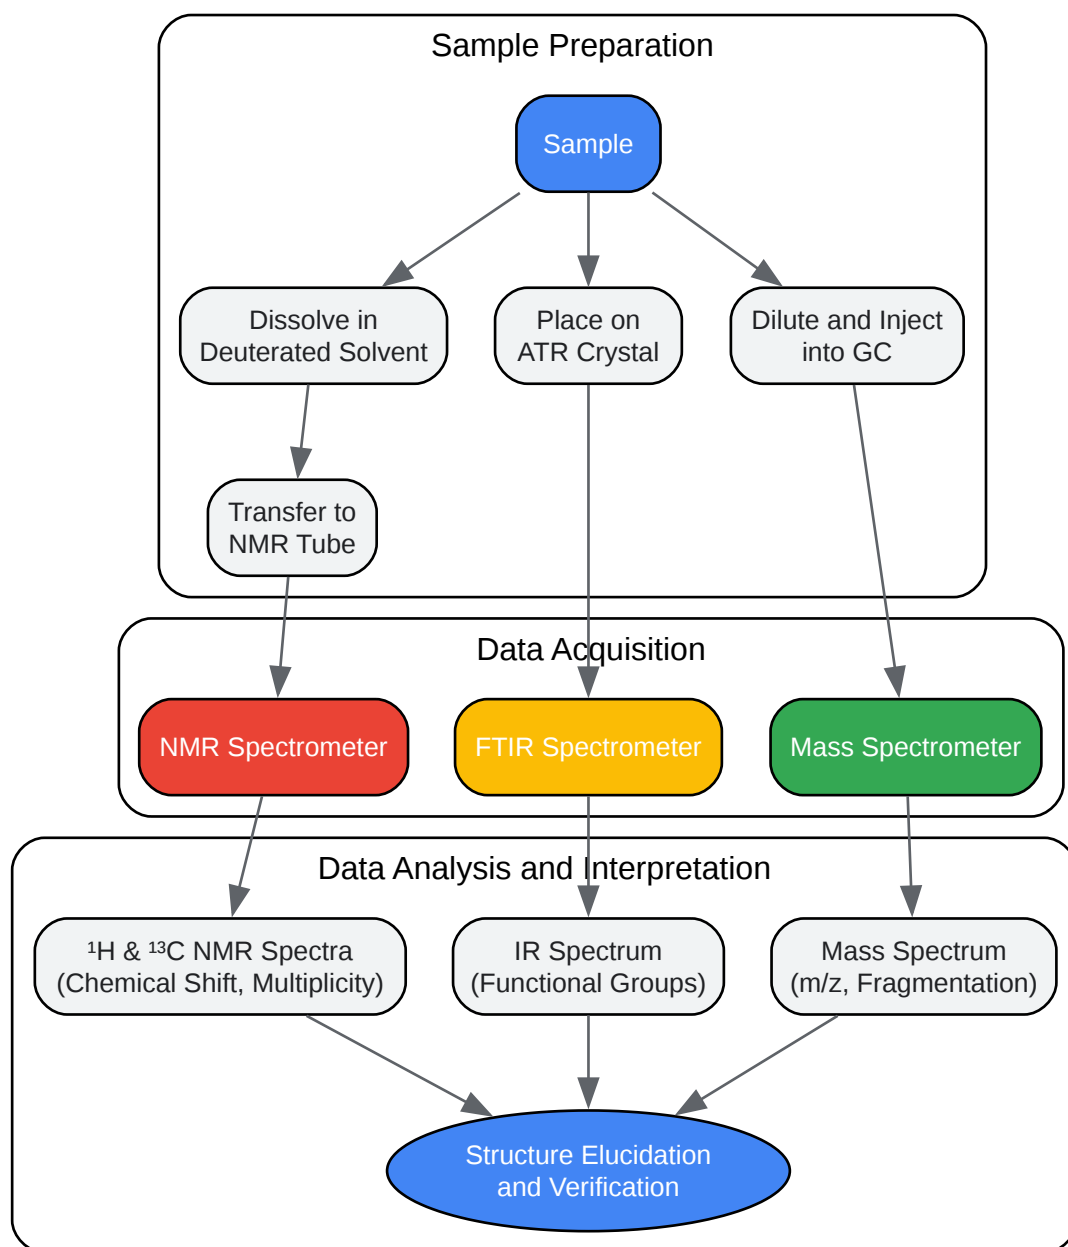 Sample Preparation
Sample
Dissolve in
Deuterated Solvent
Place on
ATR Crystal
Dilute and Inject
into GC
Transfer to
NMR Tube
Data Acquisition
NMR Spectrometer
FTIR Spectrometer
Mass Spectrometer
Data Analysis and Interpretation
¹H & ¹³C NMR Spectra
(Chemical Shift, Multiplicity)
IR Spectrum
(Functional Groups)
Mass Spectrum
(m/z, Fragmentation)
Structure Elucidation
and Verification